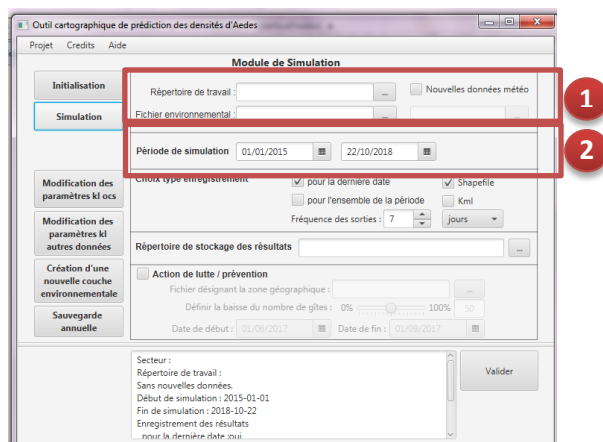 Outil cartographique de prédiction des densités d'Aedes
Projet Credits Aide
Module de Simulation
Initialisation
Simulation
Modification des
paramètres kl ocs
Modification des
paramètres kl
autres données
Création d'une
nouvelle couche
environnementale
Sauvegarde
annuelle
Répertoire de travail : ... Nouvelles données météo
Fichier environnemental : ... ...
1
Période de simulation 01/01/2015 22/10/2018
2
Choix type enregistrement pour la dernière date Shapefile
pour l'ensemble de la période Kml
Fréquence des sorties : 7 jours
Répertoire de stockage des résultats ...
Action de lutte / prévention
Fichier désignant la zone géographique : ...
Définir la baisse du nombre de gîtes : 0% 100% 50
Date de début : 01/06/2017 Date de fin : 01/09/2017
Secteur :
Répertoire de travail :
Sans nouvelles données.
Début de simulation : 2015-01-01
Fin de simulation : 2018-10-22
Enregistrement des résultats
pour la dernière date :oui
Valider